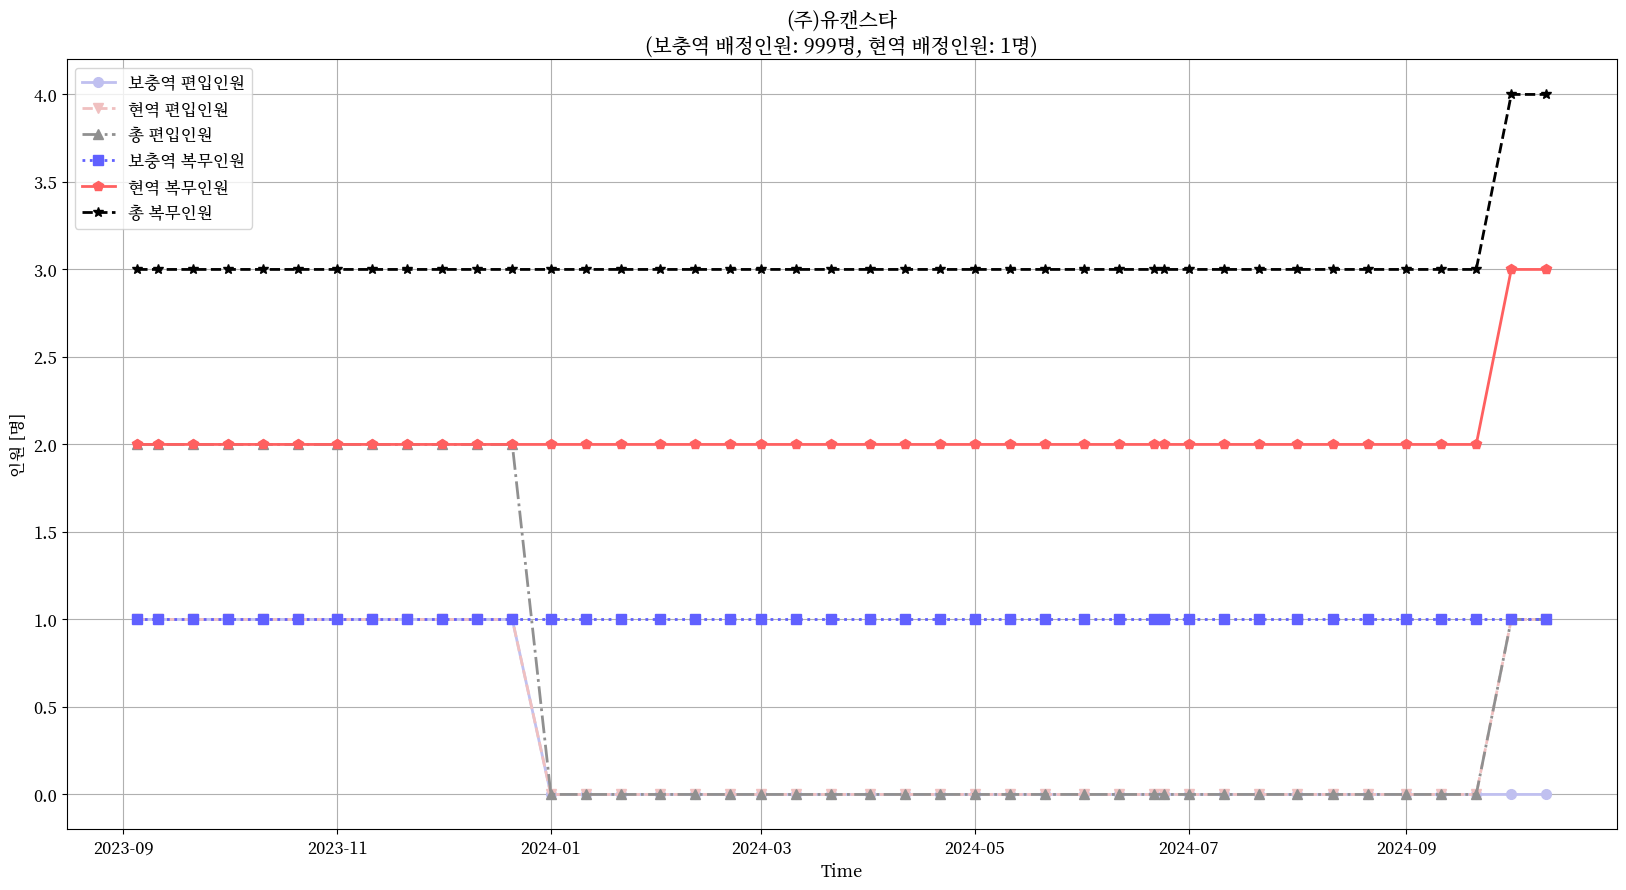 (주)유캔스타
(보충역 배정인원: 999명, 현역 배정인원: 1명)
보충역 편입인원
현역 편입인원
총 편입인원
보충역 복무인원
현역 복무인원
총 복무인원
4.0
3.5
3.0
2.5
2.0
1.5
1.0
0.5
0.0
인원 [명]
2023-09 2023-11 2024-01 2024-03 2024-05 2024-07 2024-09
Time